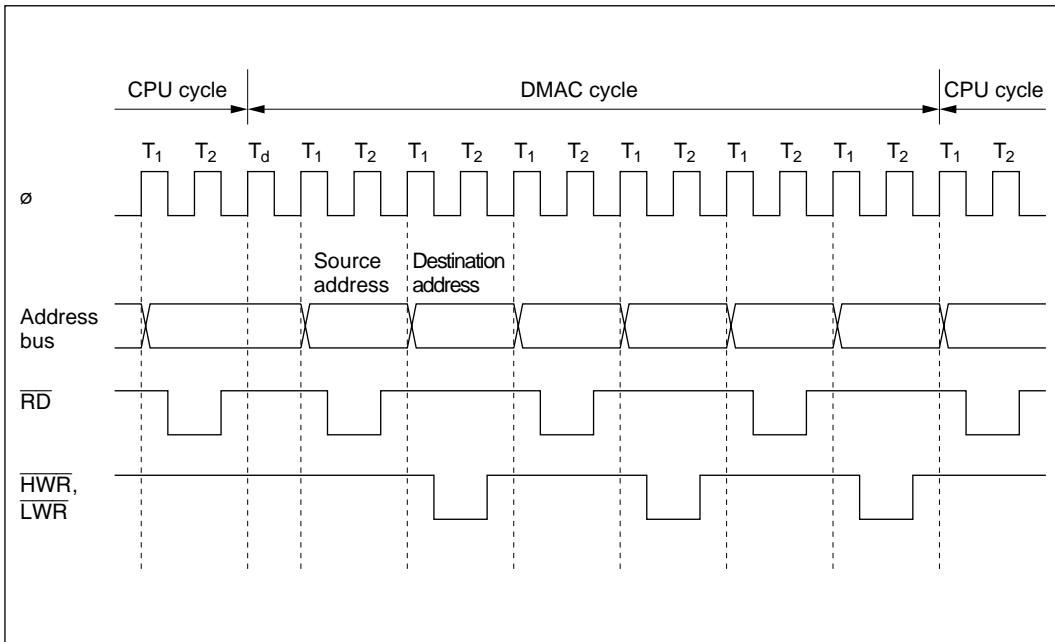 CPU cycle DMAC cycle CPU cycle
T1 T2 Td T1 T2 T1 T2 T1 T2 T1 T2 T1 T2 T1 T2 T1 T2
ø
Source address
Destination address
Address bus
RD
HWR,
LWR